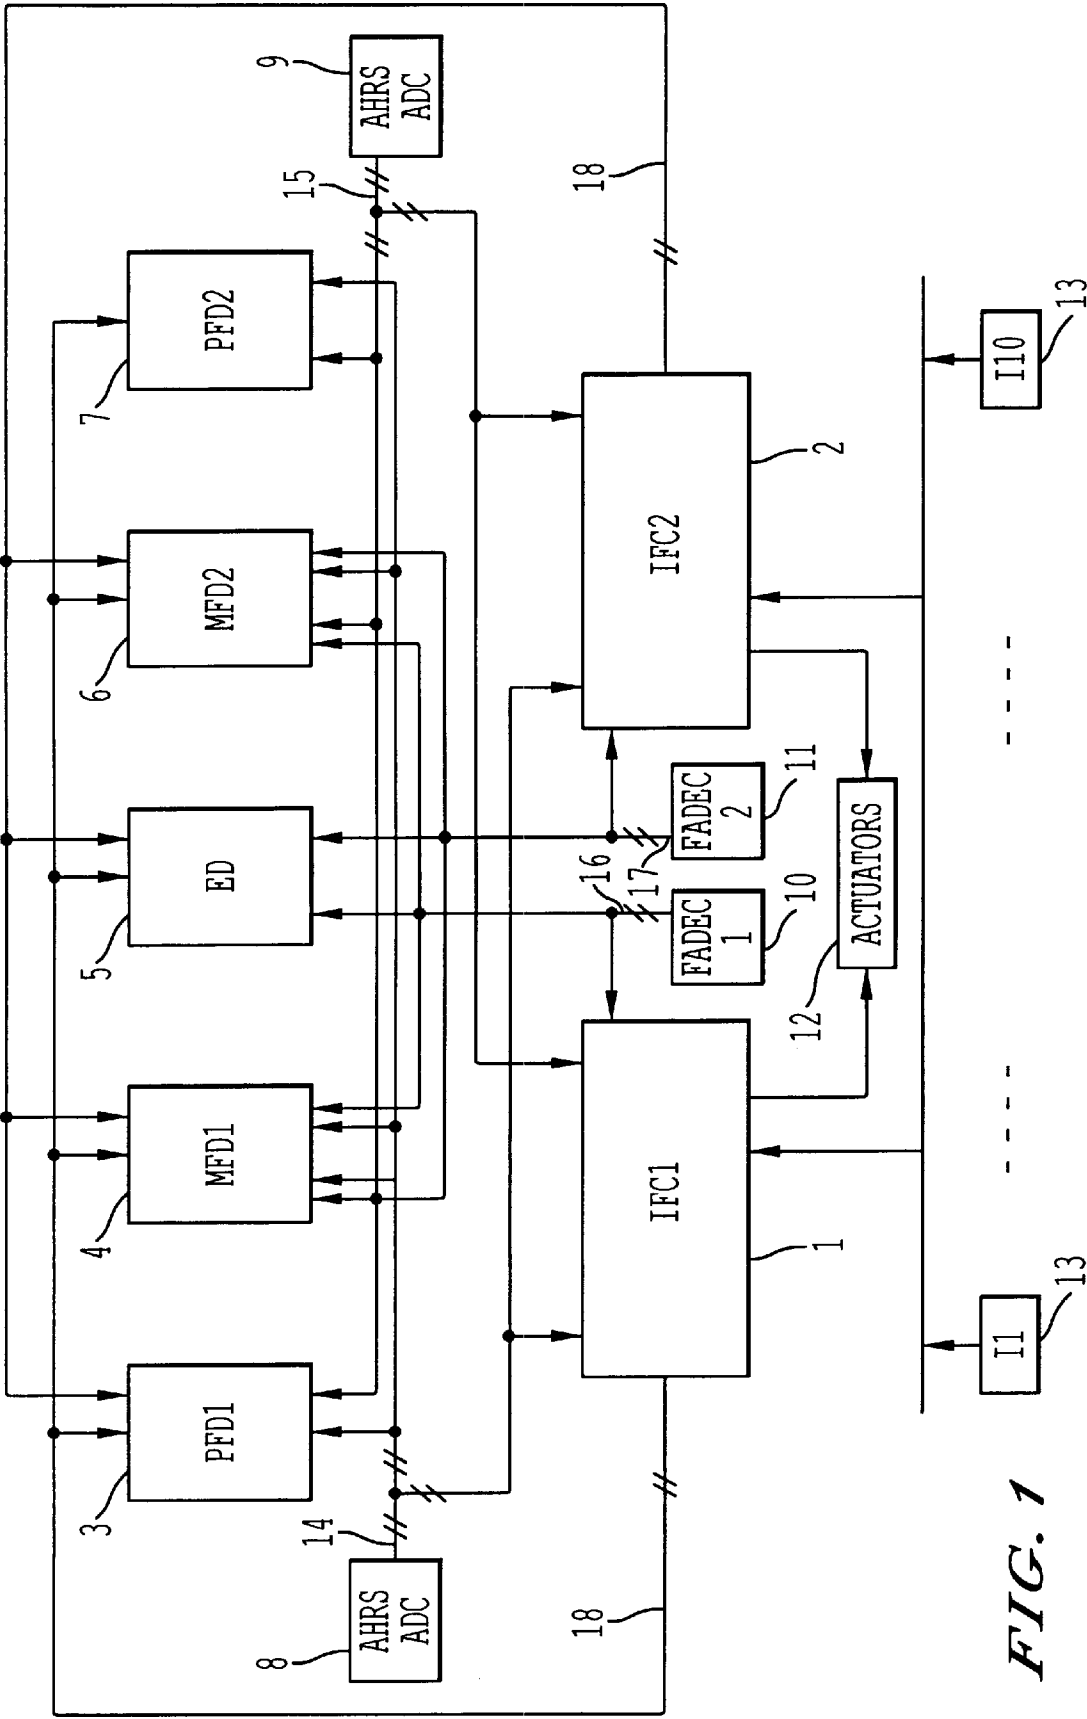 18
8
AHRS
ADC
14
15
AHRS
ADC
9
18
3
PFD1
4
MFD1
5
ED
6
MFD2
7
PFD2
IFC1
1
16
17
FADEC
1
10
FADEC
2
11
IFC2
2
12
ACTUATORS
I1
13
I10
13
FIG. 1